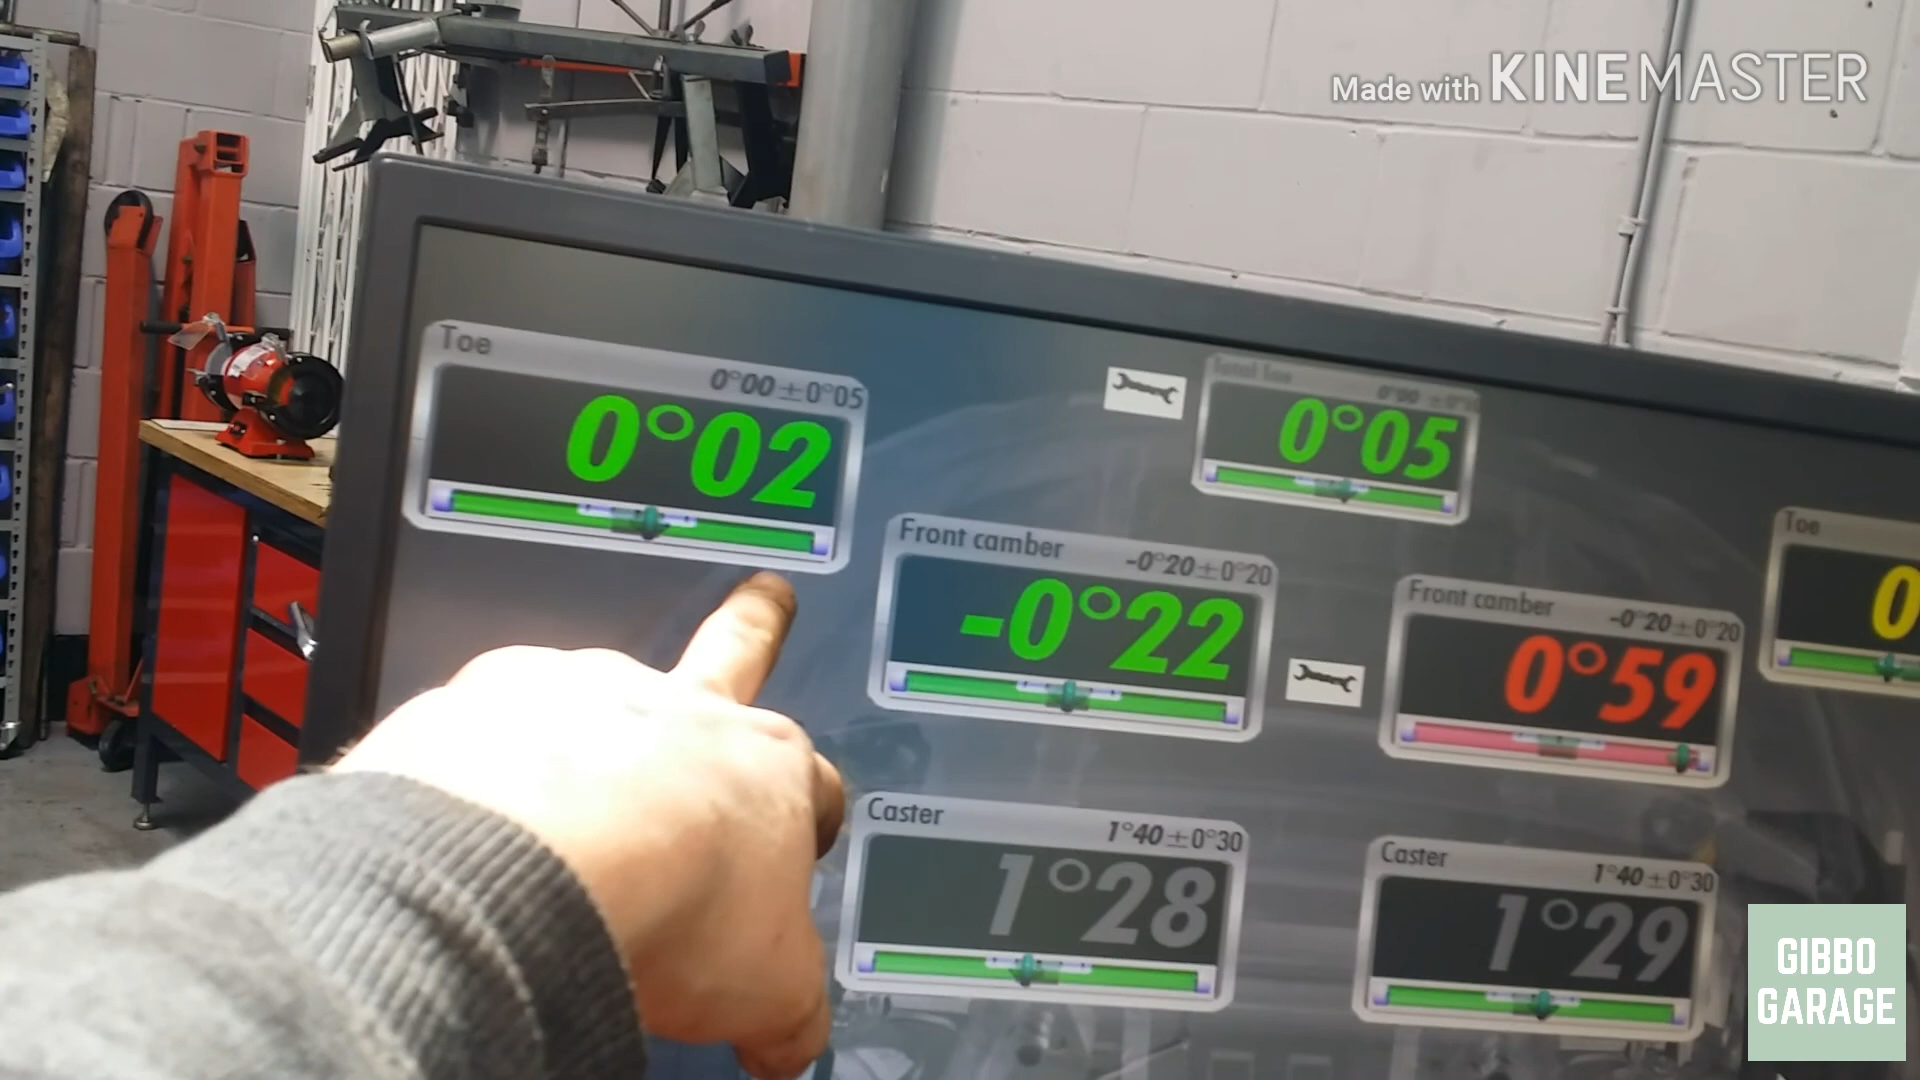 Made with KINEMASTER
Toe
0°00±0°05
0°02
0°05
Front camber
-0°20±0°20
-0°22
Front camber
-0°20±0°20
0°59
Toe
0
Caster
1°40±0°30
1°28
Caster
1°40±0°30
1°29
GIBBO
GARAGE